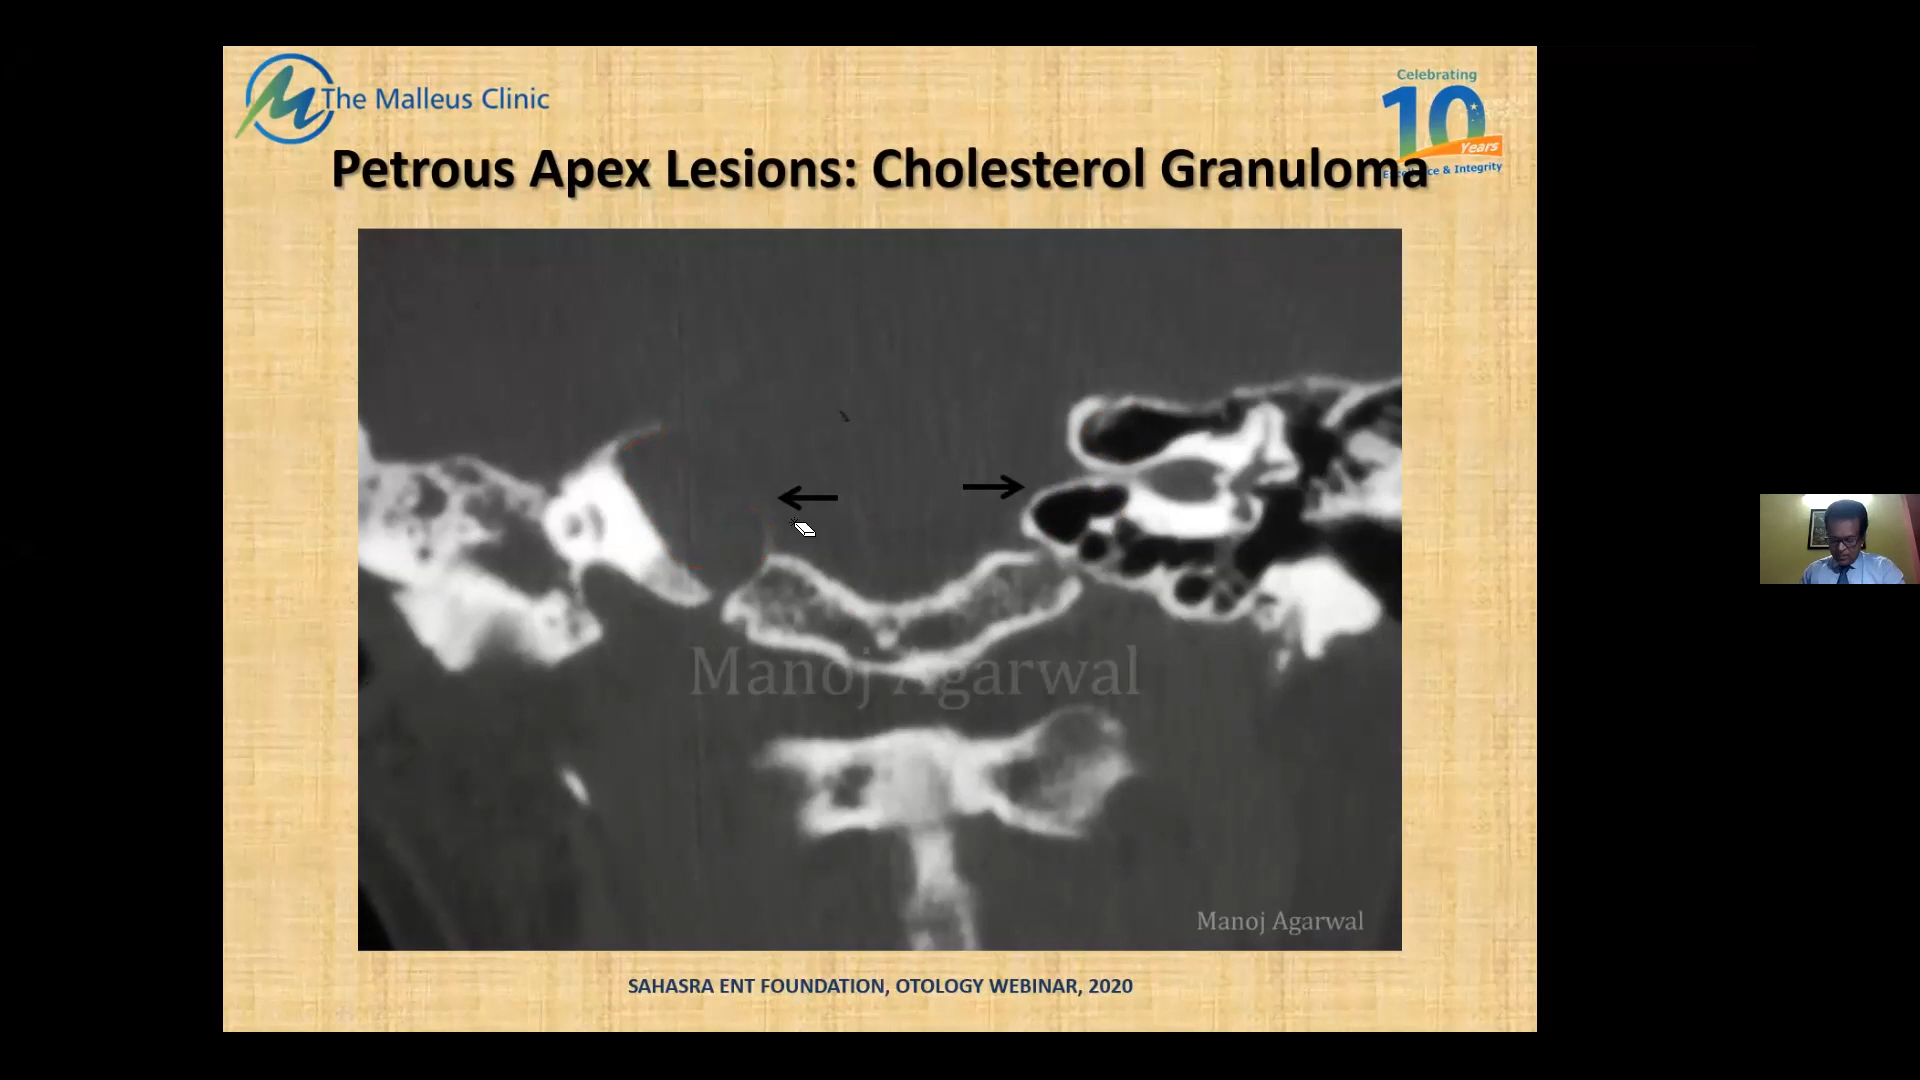 The Malleus Clinic
Celebrating
10
Years
& Integrity
Petrous Apex Lesions: Cholesterol Granuloma
Manoj Agarwal
Manoj Agarwal
SAHASRA ENT FOUNDATION, OTOLOGY WEBINAR, 2020